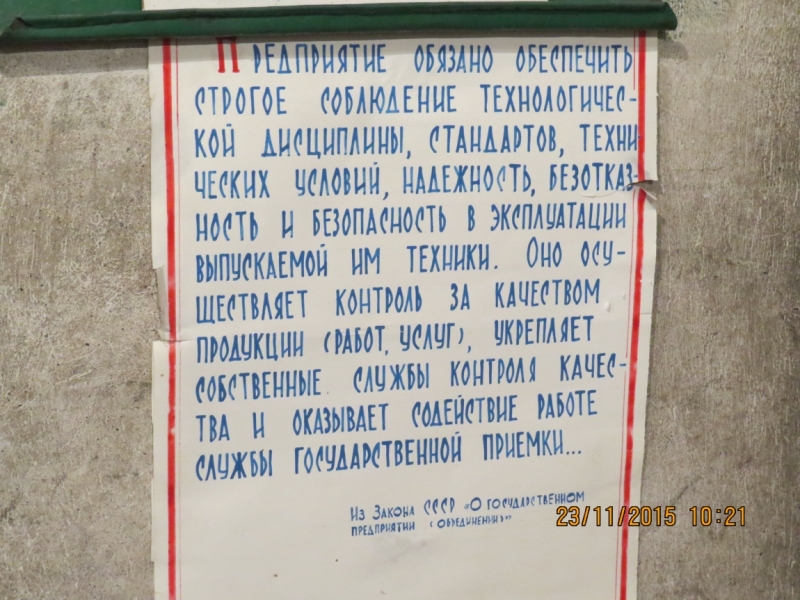 ПРЕДПРИЯТИЕ ОБЯЗАНО ОБЕСПЕЧИТЬ
СТРОГОЕ СОБЛЮДЕНИЕ ТЕХНОЛОГИЧЕС-
КОЙ ДИСЦИПЛИНЫ, СТАНДАРТОВ, ТЕХНИ
ЧЕСКИХ УСЛОВИЙ, НАДЕЖНОСТЬ, БЕЗОТКАЗ-
НОСТЬ И БЕЗОПАСНОСТЬ В ЭКСПЛУАТАЦИИ
ВЫПУСКАЕМОЙ ИМ ТЕХНИКИ. ОНО ОСУ-
ЩЕСТВЛЯЕТ КОНТРОЛЬ ЗА КАЧЕСТВОМ
ПРОДУКЦИИ (РАБОТ, УСЛУГ), УКРЕПЛЯЕТ
СОБСТВЕННЫЕ СЛУЖБЫ КОНТРОЛЯ КАЧЕС-
ТВА И ОКАЗЫВАЕТ СОДЕЙСТВИЕ РАБОТЕ
СЛУЖБЫ ГОСУДАРСТВЕННОЙ ПРИЕМКИ...
ИЗ ЗАКОНА СССР «О ГОСУДАРСТВЕННОМ
ПРЕДПРИЯТИИ (ОБЪЕДИНЕНИИ)»
23/11/2015 10:21